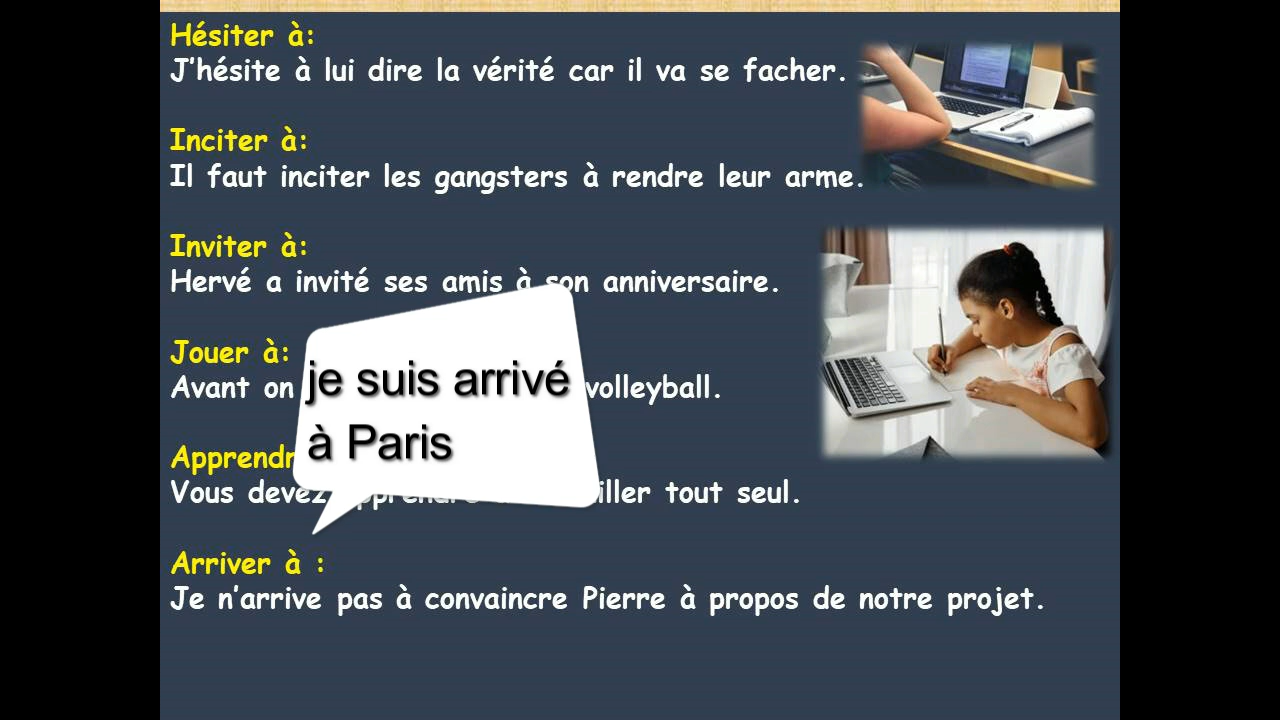 Hésiter à:
J'hésite à lui dire la vérité car il va se facher.
Inciter à:
Il faut inciter les gangsters à rendre leur arme.
Inviter à:
Hervé a invité ses amis à son anniversaire.
Jouer à:
Avant on volleyball.
je suis arrivé
à Paris
Vous devez tout seul.
Arriver à :
Je n'arrive pas à convaincre Pierre à propos de notre projet.